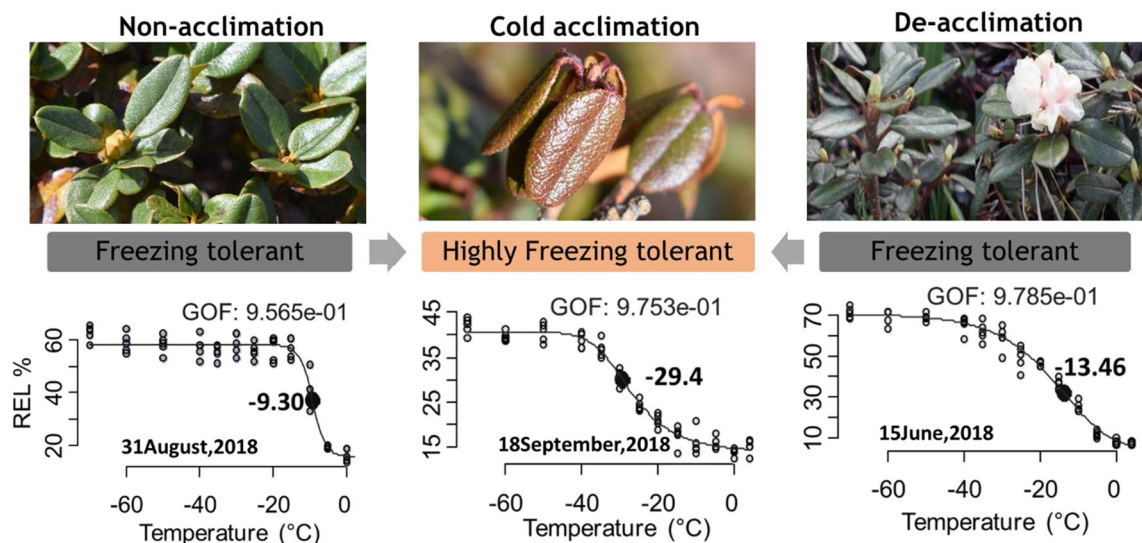 Non-acclimation
Cold acclimation
De-acclimation
Freezing tolerant
Highly Freezing tolerant
Freezing tolerant
GOF: 9.565e-01
REL %
60
40
20
-9.30
31August,2018
-60
-40
-20
0
Temperature (°C)
GOF: 9.753e-01
45
35
25
15
-29.4
18September,2018
-60
-40
-20
0
Temperature (°C)
GOF: 9.785e-01
70
50
30
10
-13.46
15June,2018
-60
-40
-20
0
Temperature (°C)